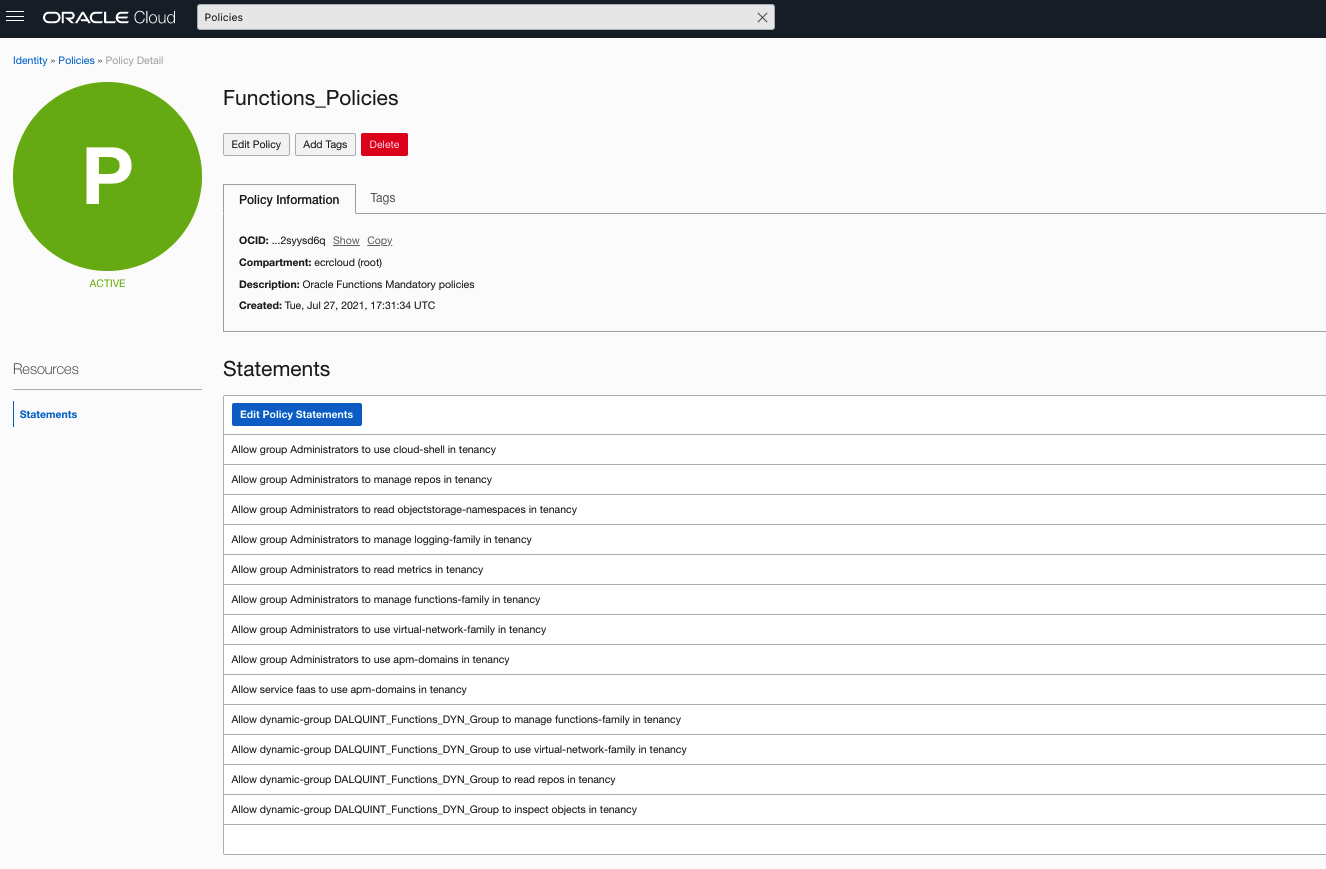 ORACLE Cloud
Policies
Identity » Policies » Policy Detail
P
ACTIVE
Functions_Policies
Edit Policy Add Tags Delete
Policy Information Tags
OCID: ...2syysd6q Show Copy
Compartment: ecrcloud (root)
Description: Oracle Functions Mandatory policies
Created: Tue, Jul 27, 2021, 17:31:34 UTC
Resources
Statements
Statements
Edit Policy Statements
Allow group Administrators to use cloud-shell in tenancy
Allow group Administrators to manage repos in tenancy
Allow group Administrators to read objectstorage-namespaces in tenancy
Allow group Administrators to manage logging-family in tenancy
Allow group Administrators to read metrics in tenancy
Allow group Administrators to manage functions-family in tenancy
Allow group Administrators to use virtual-network-family in tenancy
Allow group Administrators to use apm-domains in tenancy
Allow service faas to use apm-domains in tenancy
Allow dynamic-group DALQUINT_Functions_DYN_Group to manage functions-family in tenancy
Allow dynamic-group DALQUINT_Functions_DYN_Group to use virtual-network-family in tenancy
Allow dynamic-group DALQUINT_Functions_DYN_Group to read repos in tenancy
Allow dynamic-group DALQUINT_Functions_DYN_Group to inspect objects in tenancy